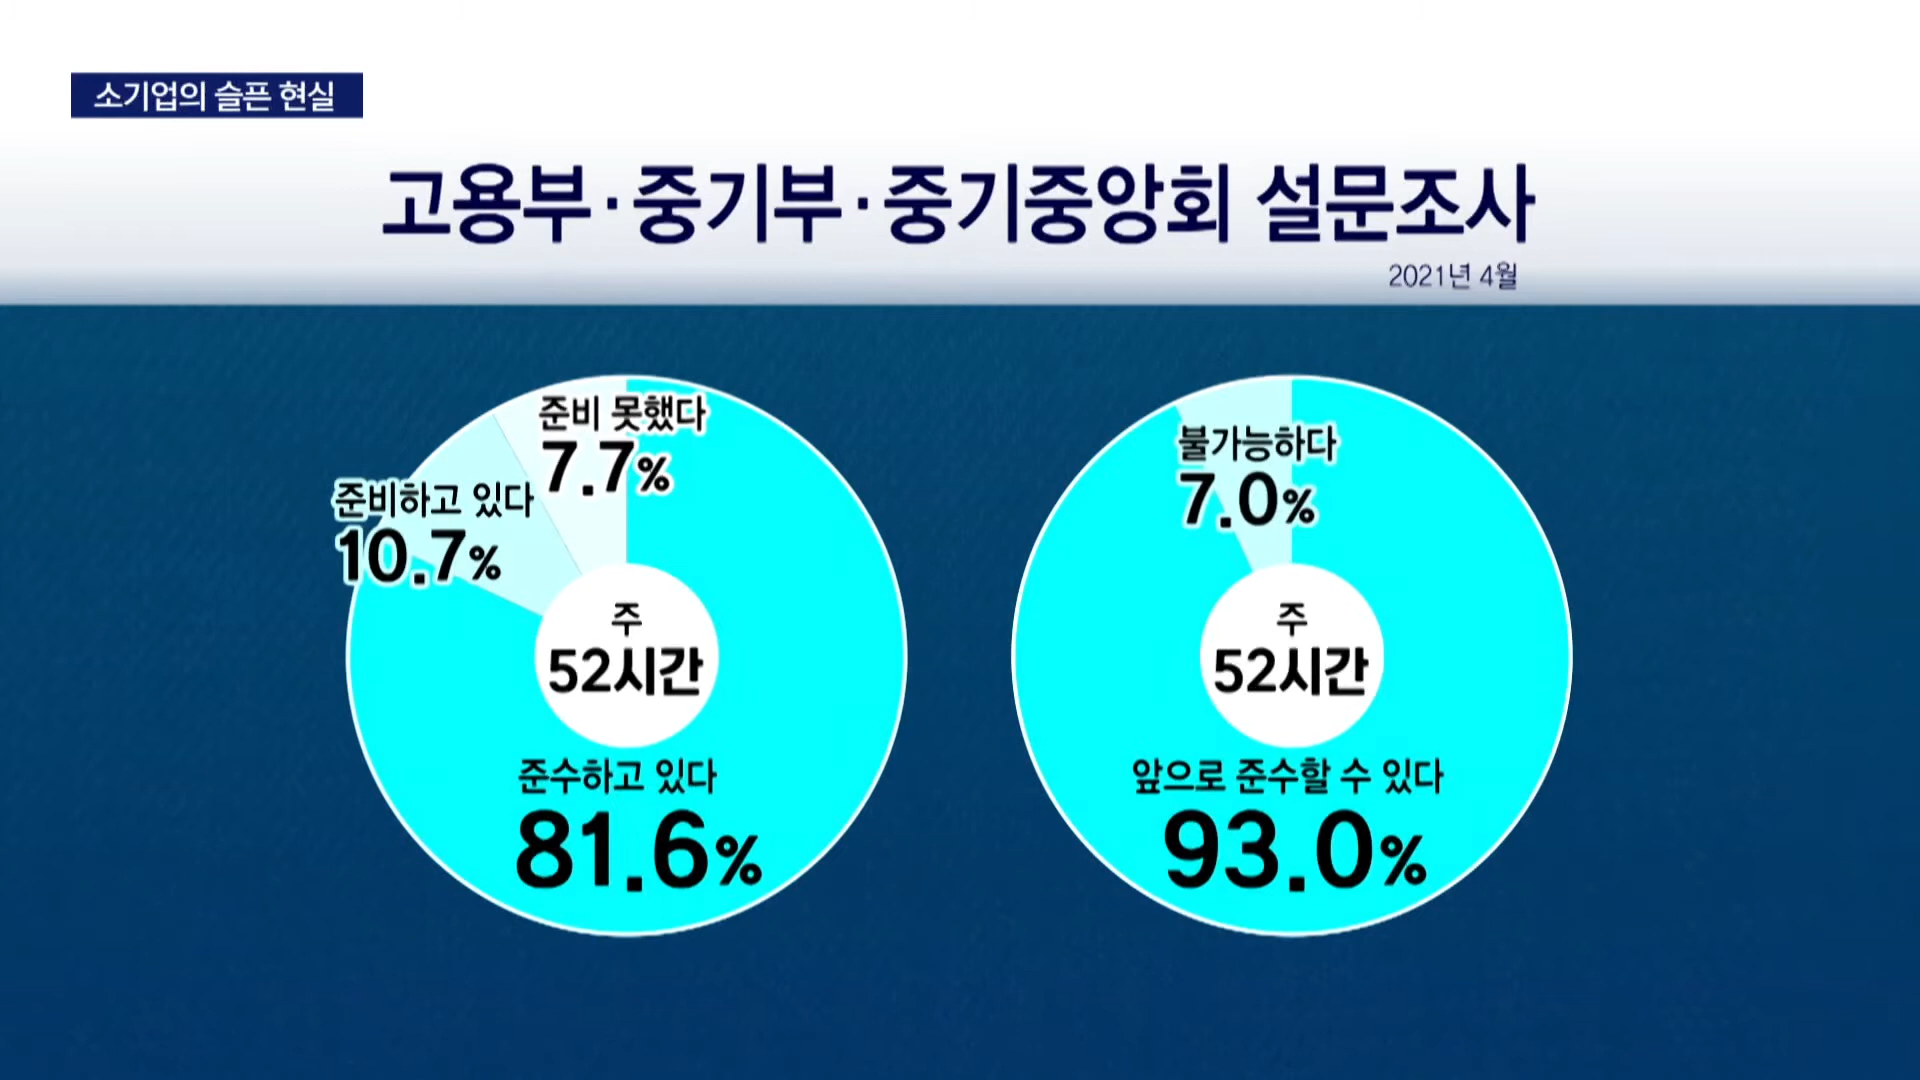 소기업의 슬픈 현실
고용부·중기부·중기중앙회 설문조사
2021년 4월
준비 못했다
7.7%
준비하고 있다
10.7%
주
52시간
준수하고 있다
81.6%
불가능하다
7.0%
주
52시간
앞으로 준수할 수 있다
93.0%